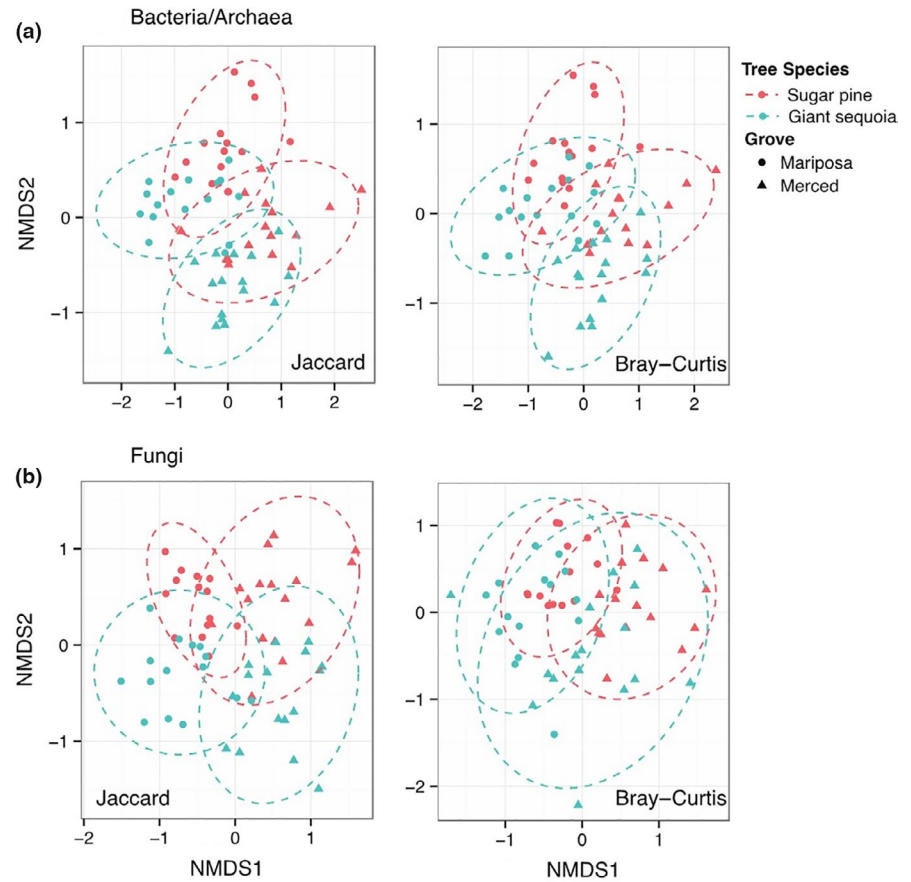 Bacteria/Archaea
(a)
NMDS2
1
0
−1
−2
−1
0
1
2
Jaccard
1
0
−1
−2
−1
0
1
2
Bray−Curtis
Tree Species
Sugar pine
Giant sequoia
Grove
Mariposa
Merced
Fungi
(b)
NMDS2
1
0
−1
−2
−1
0
1
Jaccard
NMDS1
1
0
−1
−2
−1
0
1
Bray−Curtis
NMDS1